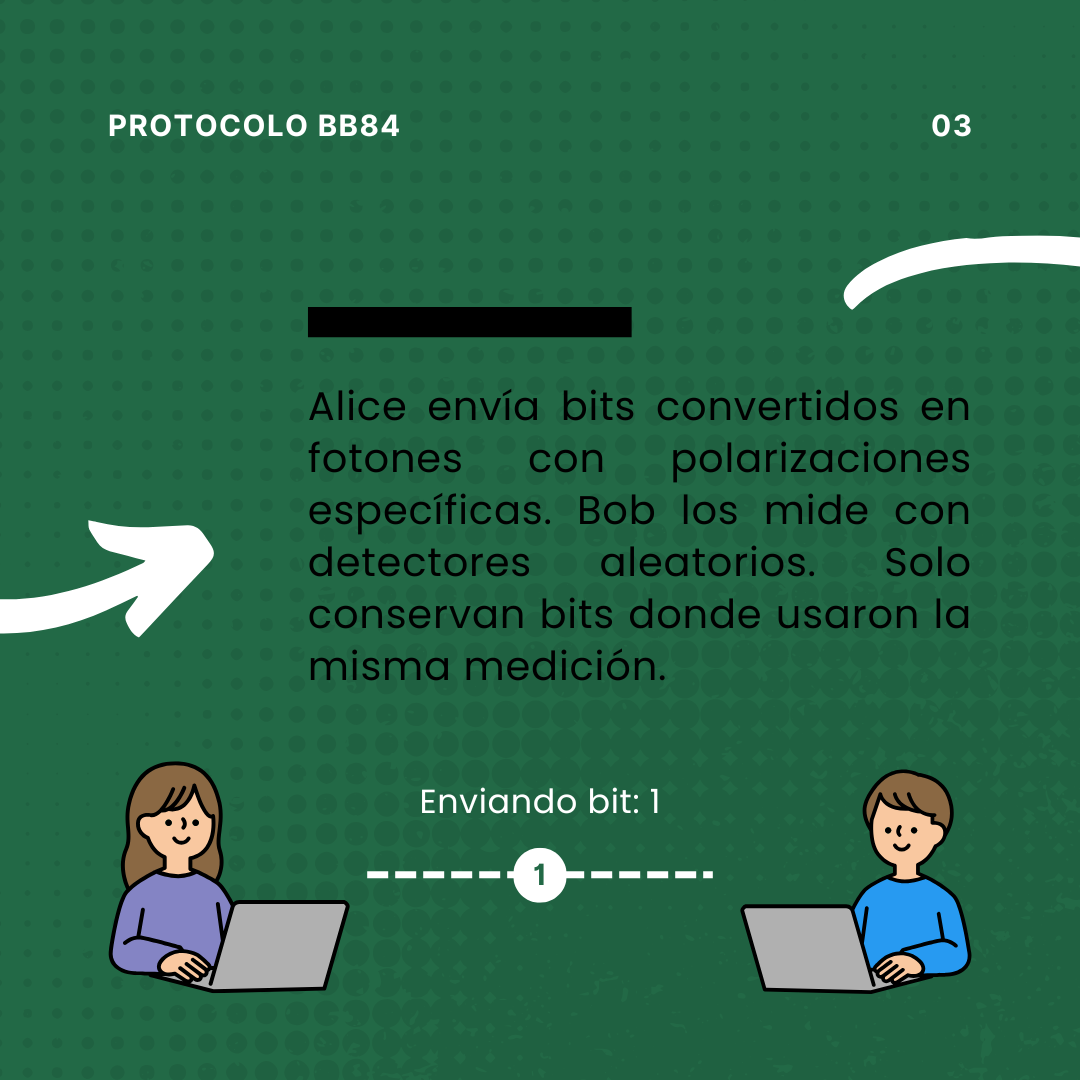 PROTOCOLO BB84
03
Alice envía bits convertidos en
fotones con polarizaciones
específicas. Bob los mide con
detectores aleatorios. Solo
conservan bits donde usaron la
misma medición.
Enviando bit: 1
1